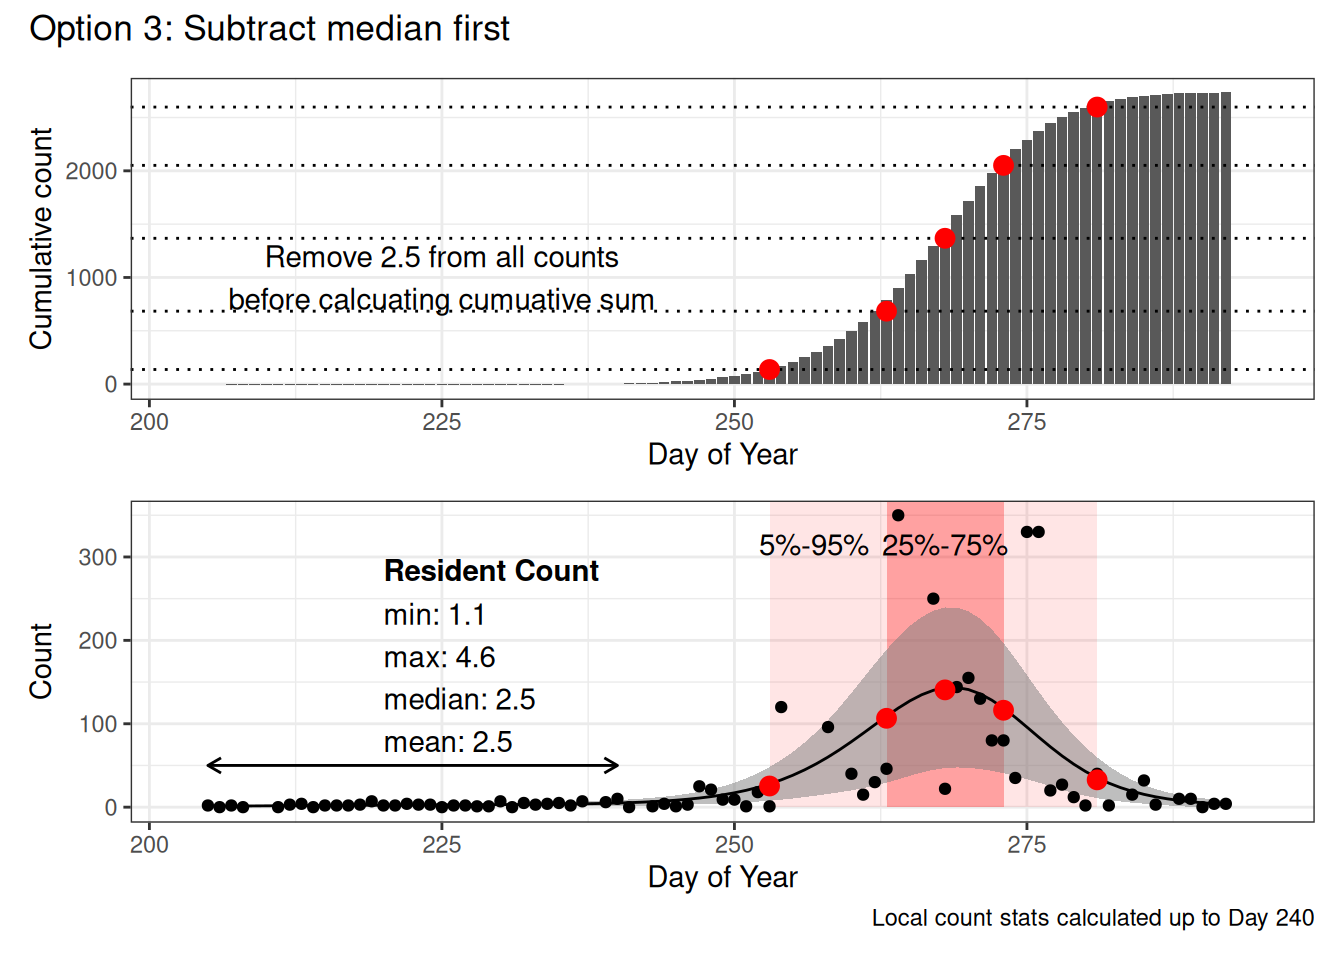 Option 3: Subtract median first
Cumulative count
2000
1000
0
Remove 2.5 from all counts
before calcuating cumuative sum
200
225
250
275
Day of Year
Count
300
200
100
0
5%-95%
25%-75%
Resident Count
min: 1.1
max: 4.6
median: 2.5
mean: 2.5
200
225
250
275
Day of Year
Local count stats calculated up to Day 240